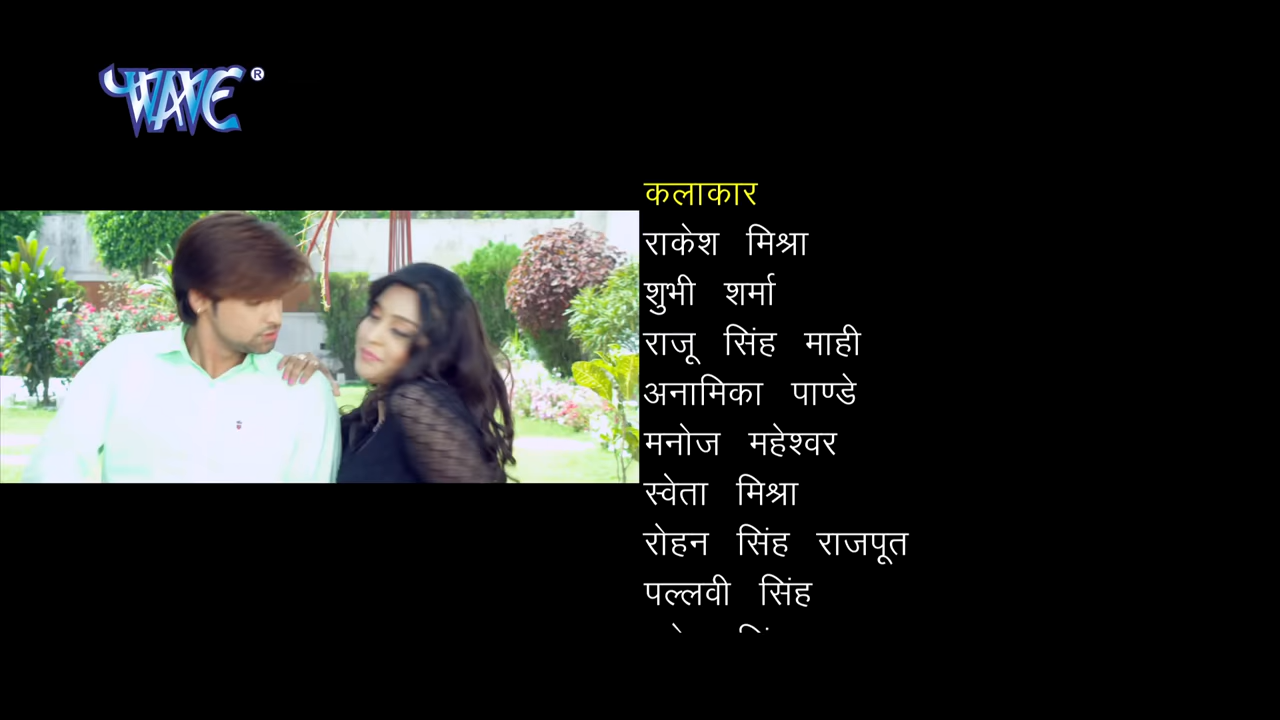 WAVE ®
कलाकार
राकेश मिश्रा
शुभी शर्मा
राजू सिंह माही
अनामिका पाण्डे
मनोज महेश्वर
स्वेता मिश्रा
रोहन सिंह राजपूत
पल्लवी सिंह